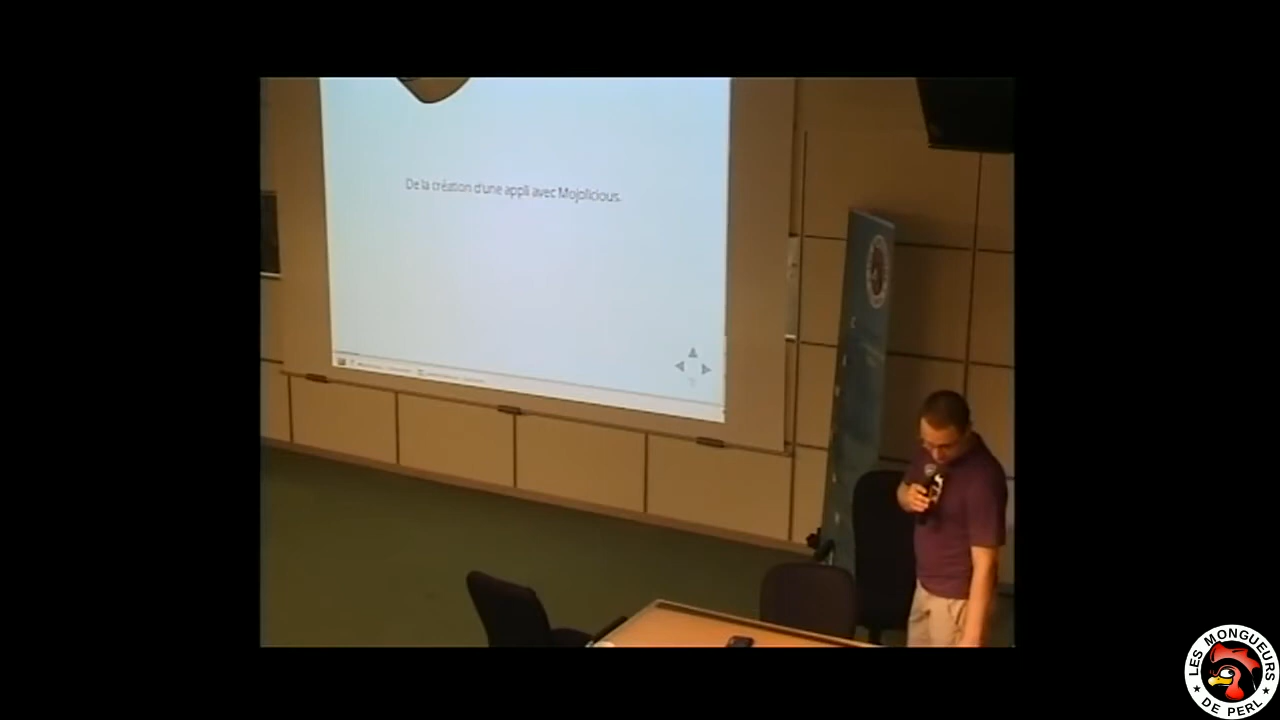 De la création d'une appli avec Mojolicious.
LES MONGUEURS
DE PERL